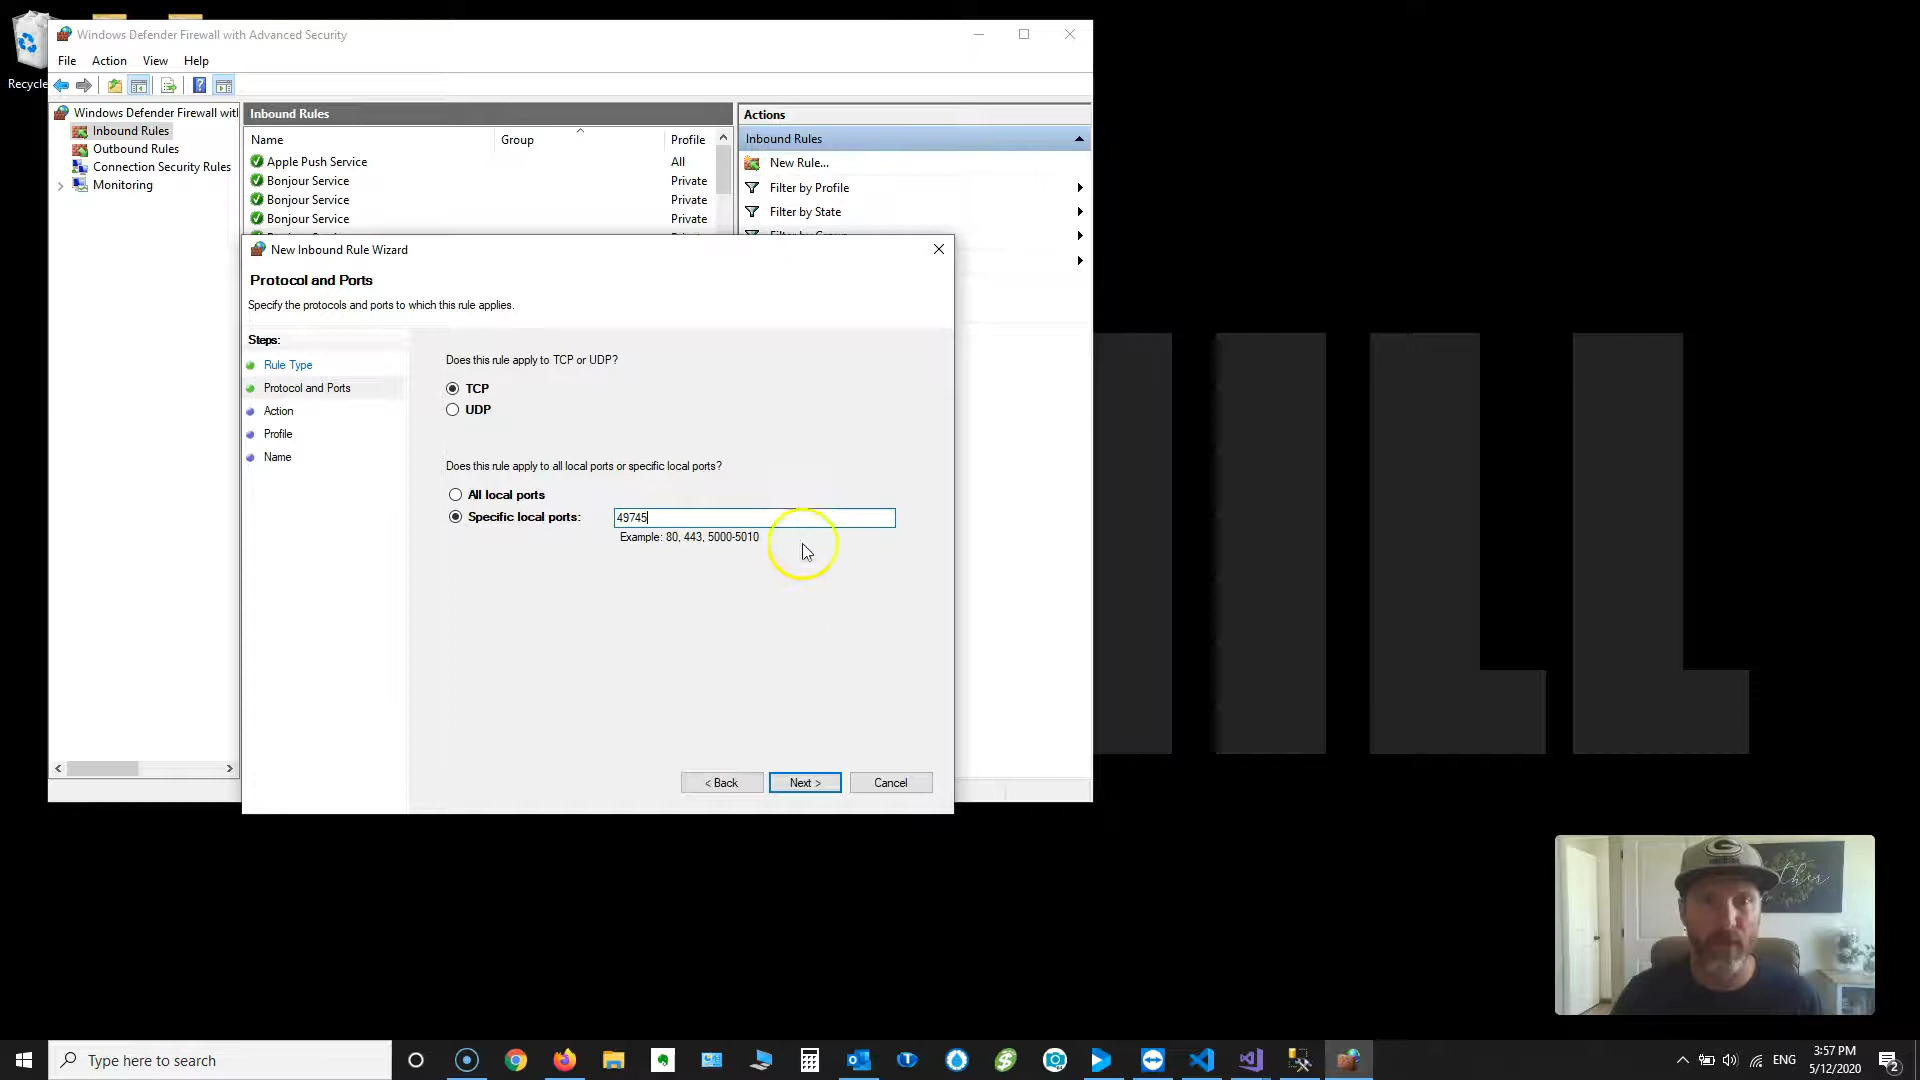 Recycle
Windows Defender Firewall with Advanced Security
File Action View Help
Windows Defender Firewall wit
Inbound Rules
Outbound Rules
Connection Security Rules
Monitoring
Inbound Rules
Name Group Profile
Apple Push Service All
Bonjour Service Private
Bonjour Service Private
Bonjour Service Private
Actions
Inbound Rules
New Rule...
Filter by Profile
Filter by State
New Inbound Rule Wizard
Protocol and Ports
Specify the protocols and ports to which this rule applies.
Steps:
Rule Type
Protocol and Ports
Action
Profile
Name
Does this rule apply to TCP or UDP?
TCP
UDP
Does this rule apply to all local ports or specific local ports?
All local ports
Specific local ports: 49745
Example: 80, 443, 5000-5010
< Back Next > Cancel
Type here to search
ENG
3:57 PM
5/12/2020
2